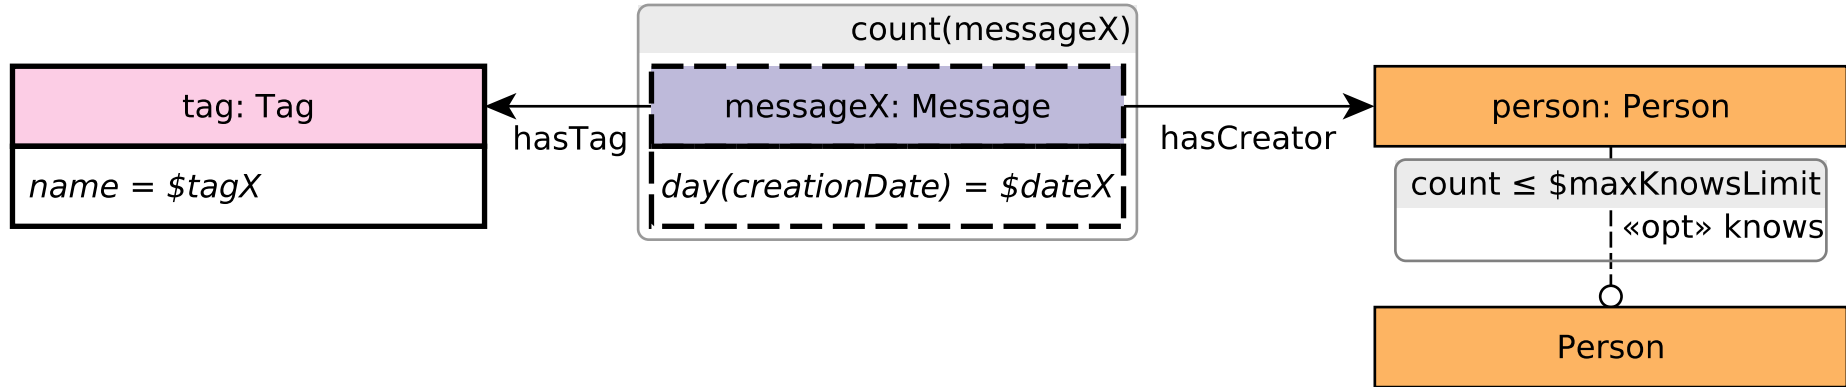 count(messageX)
tag: Tag
messageX: Message
person: Person
hasTag
hasCreator
name = $tagX
day(creationDate) = $dateX
count ≤ $maxKnowsLimit
«opt» knows
Person